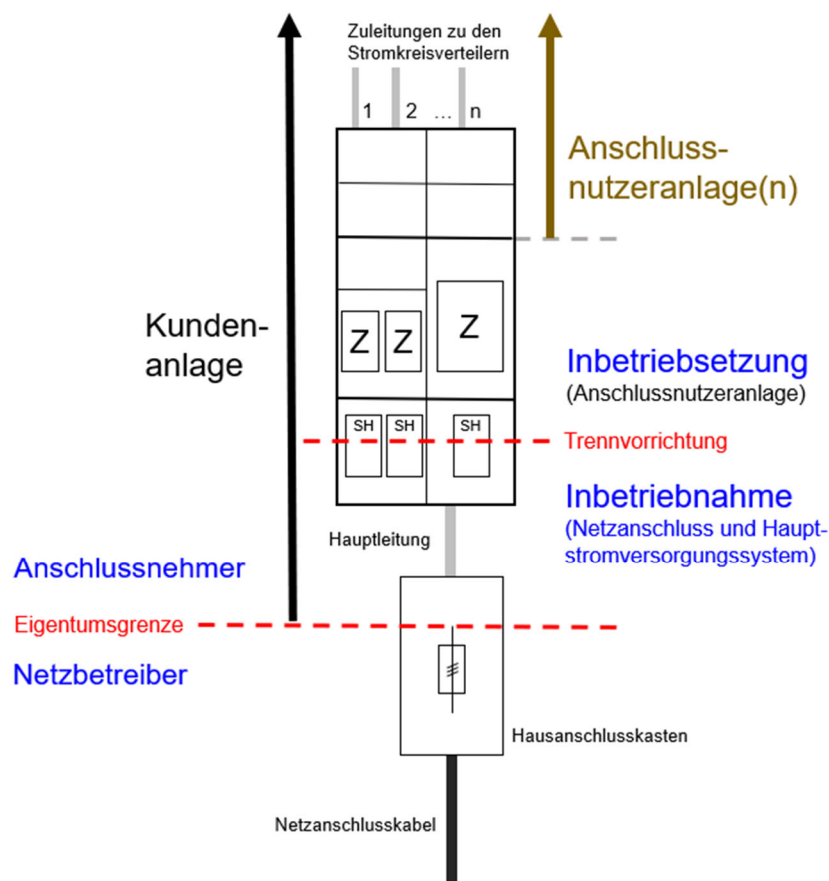 Zuleitungen zu den
Stromkreisverteilern
1 2 ... n
Anschluss-
nutzeranlage(n)
Kunden-
anlage
Z Z Z
Inbetriebsetzung
(Anschlussnutzeranlage)
SH SH SH
Trennvorrichtung
Inbetriebnahme
(Netzanschluss und Haupt-
stromversorgungssystem)
Hauptleitung
Anschlussnehmer
Eigentumsgrenze
Netzbetreiber
Hausanschlusskasten
Netzanschlusskabel